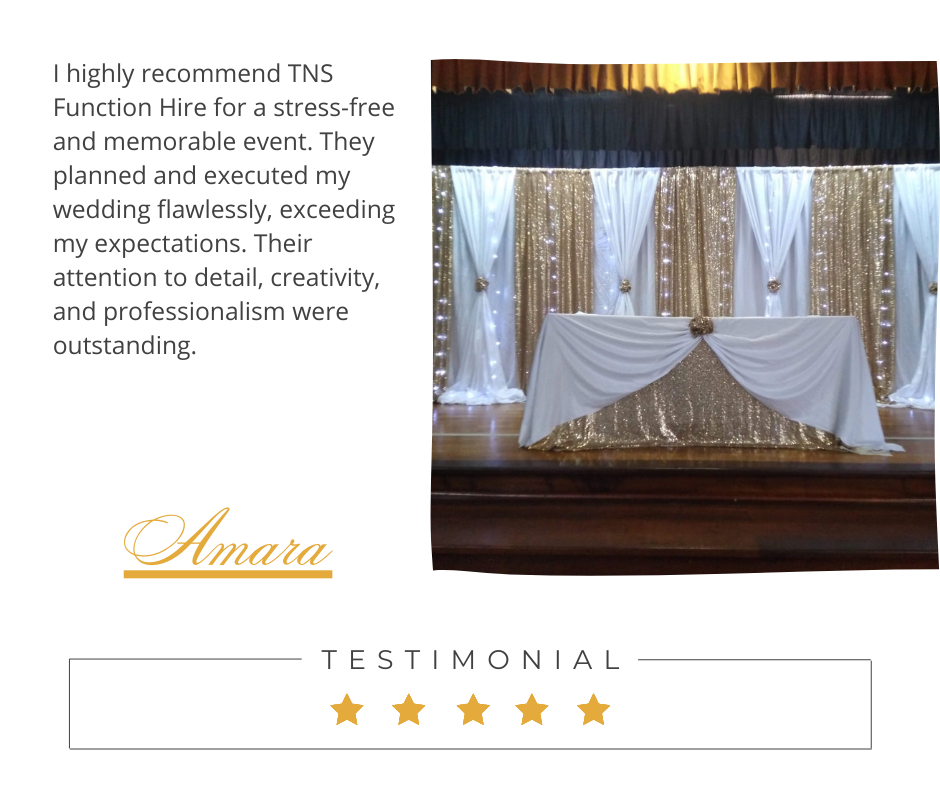 I highly recommend TNS
Function Hire for a stress-free
and memorable event. They
planned and executed my
wedding flawlessly, exceeding
my expectations. Their
attention to detail, creativity,
and professionalism were
outstanding.
Amara
TESTIMONIAL